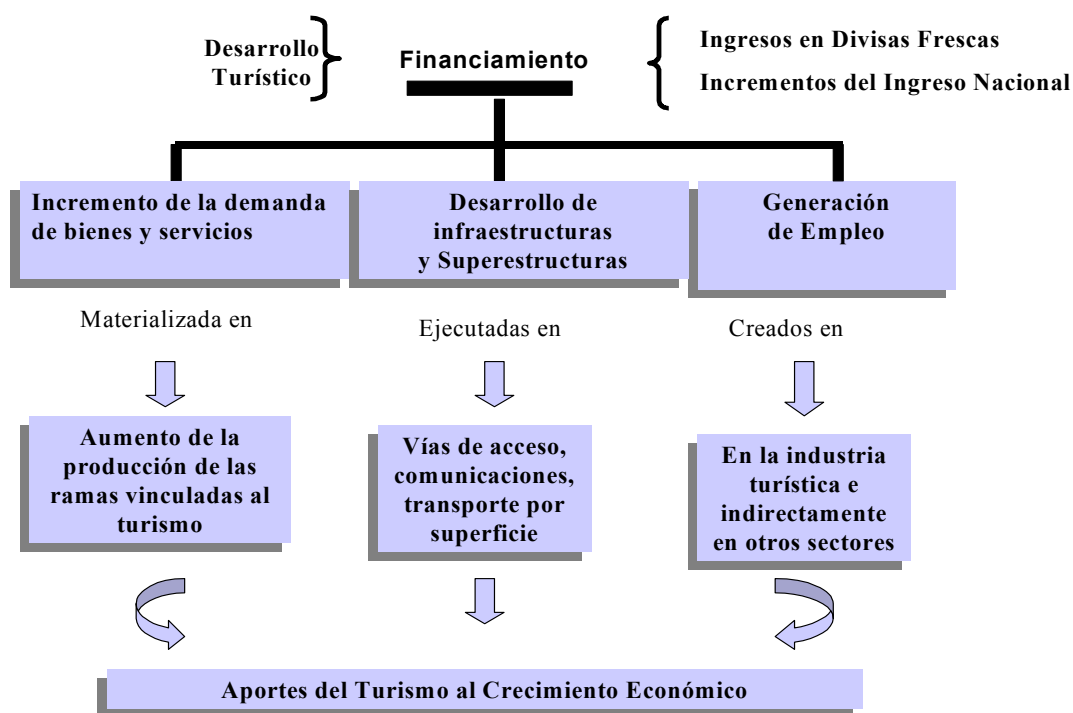 Desarrollo
Turístico
Financiamiento
Ingresos en Divisas Frescas
Incrementos del Ingreso Nacional
Incremento de la demanda
de bienes y servicios
Desarrollo de
infraestructuras
y Superestructuras
Generación
de Empleo
Materializada en
Ejecutadas en
Creados en
Aumento de la
producción de las
ramas vinculadas al
turismo
Vías de acceso,
comunicaciones,
transporte por
superficie
En la industria
turística e
indirectamente
en otros sectores
Aportes del Turismo al Crecimiento Económico